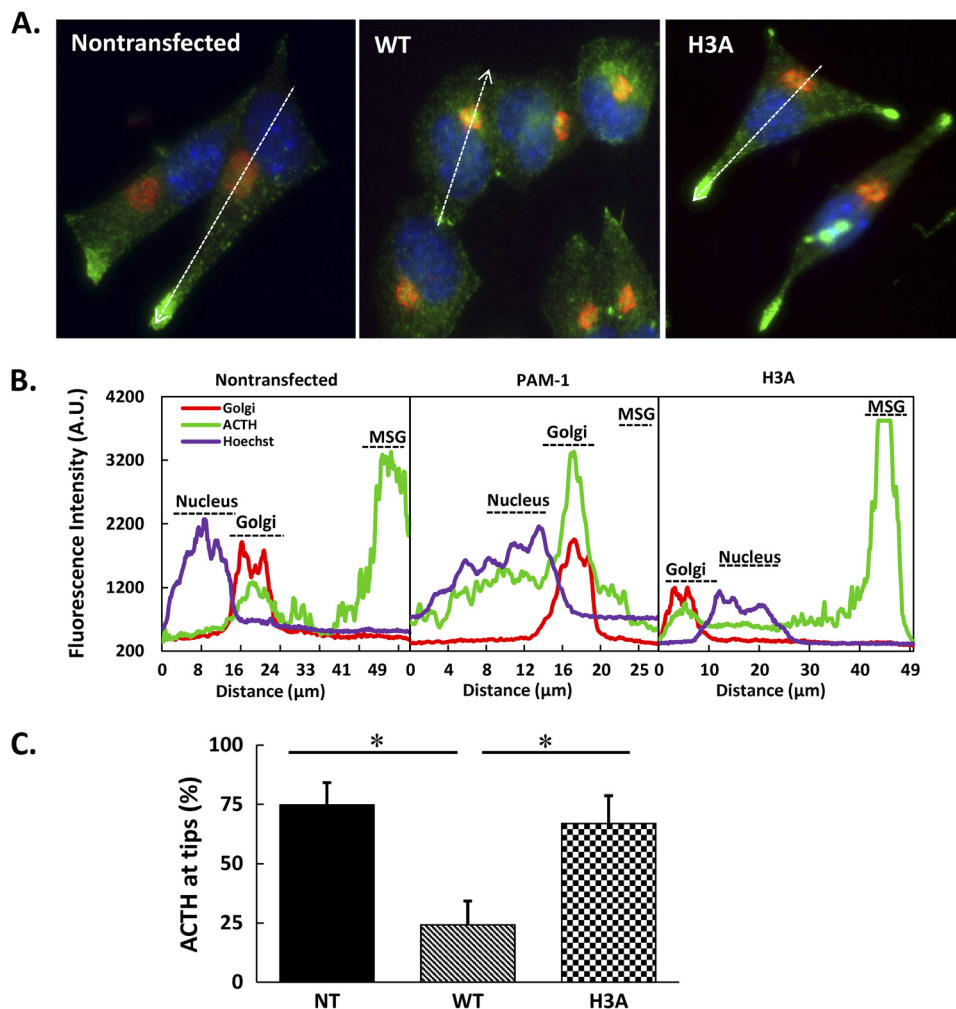 A.
Nontransfected WT H3A
B.
Nontransfected PAM-1 H3A
Fluorescence Intensity (A.U.)
4200
3200
2200
1200
200
Golgi
ACTH
Hoechst
Nucleus
Golgi
MSG
Nucleus
Golgi
MSG
Golgi
Nucleus
MSG
0 8 16 24 33 41 49
0 4 8 12 16 20 25
0 10 20 30 40 49
Distance (µm) Distance (µm) Distance (µm)
C.
ACTH at tips (%)
100
75
50
25
0
* *
NT WT H3A